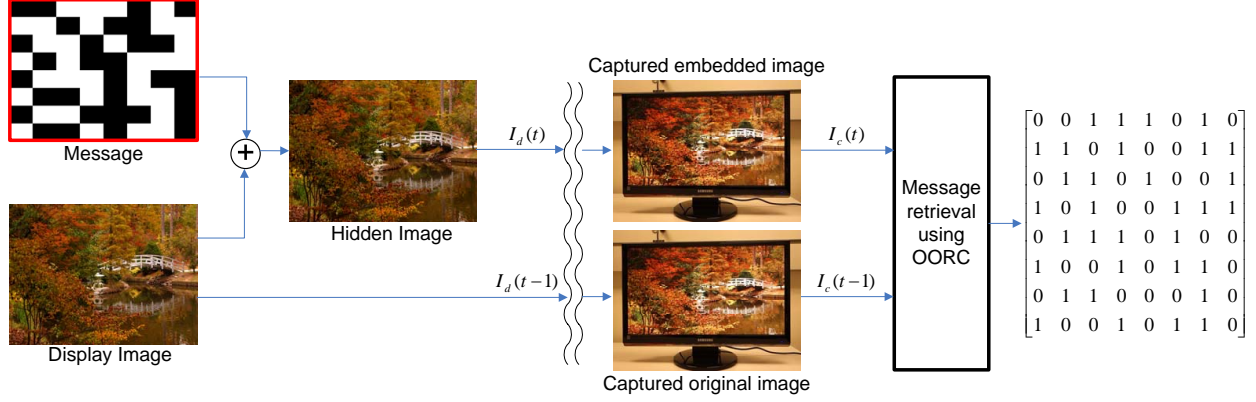 Message
+
Hidden Image
Display Image
I_d(t)
I_d(t−1)
Captured embedded image
SAMSUNG
SAMSUNG
Captured original image
I_c(t)
I_c(t−1)
Message
retrieval
using
OORC
0 0 1 1 1 0 1 0
1 1 0 1 0 0 1 1
0 1 1 0 1 0 0 1
1 0 1 0 0 1 1 1
0 1 1 1 0 1 0 0
1 0 0 1 0 1 1 0
0 1 1 0 0 0 1 0
1 0 0 1 0 1 1 0